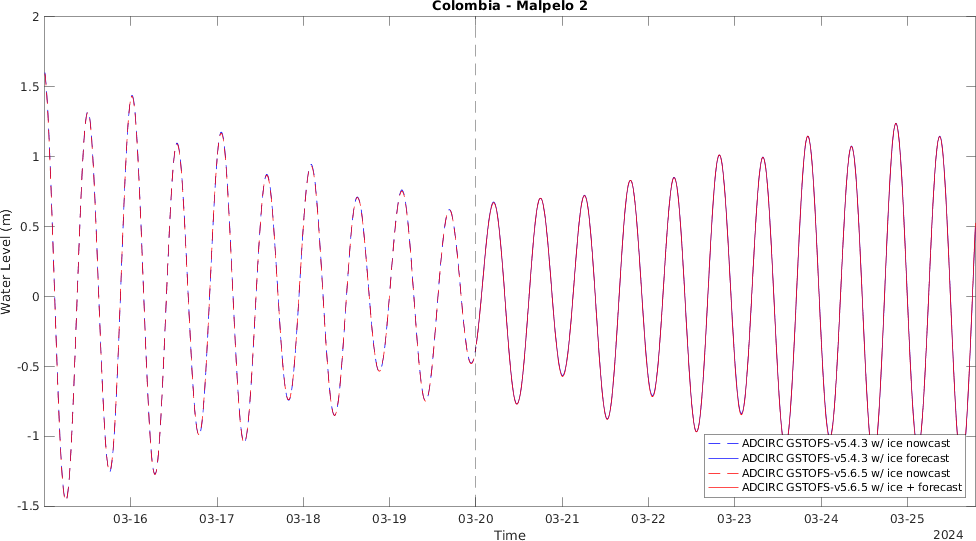 Colombia - Malpelo 2
2
1.5
1
0.5
0
-0.5
-1
-1.5
Water Level (m)
ADCIRC GSTOFS-v5.4.3 w/ ice nowcast
ADCIRC GSTOFS-v5.4.3 w/ ice forecast
ADCIRC GSTOFS-v5.6.5 w/ ice nowcast
ADCIRC GSTOFS-v5.6.5 w/ ice + forecast
03-16 03-17 03-18 03-19 03-20 03-21 03-22 03-23 03-24 03-25
Time
2024